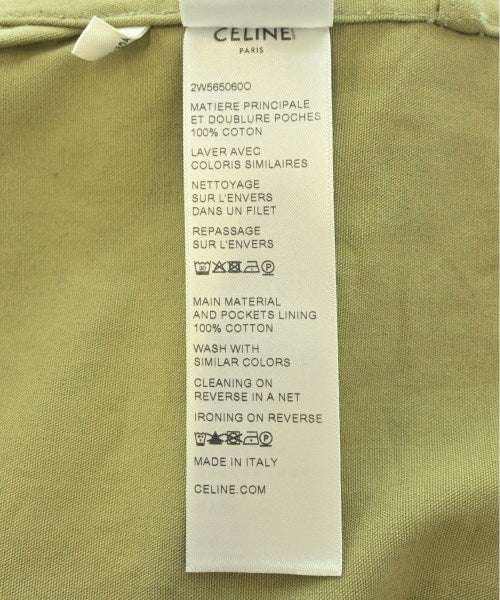 CELINE
PARIS
2W565060O
MATIERE PRINCIPALE
ET DOUBLURE POCHES
100% COTON
LAVER AVEC
COLORIS SIMILAIRES
NETTOYAGE
SUR L'ENVERS
DANS UN FILET
REPASSAGE
SUR L'ENVERS
30 P
MAIN MATERIAL
AND POCKETS LINING
100% COTTON
WASH WITH
SIMILAR COLORS
CLEANING ON
REVERSE IN A NET
IRONING ON REVERSE
P
MADE IN ITALY
CELINE.COM